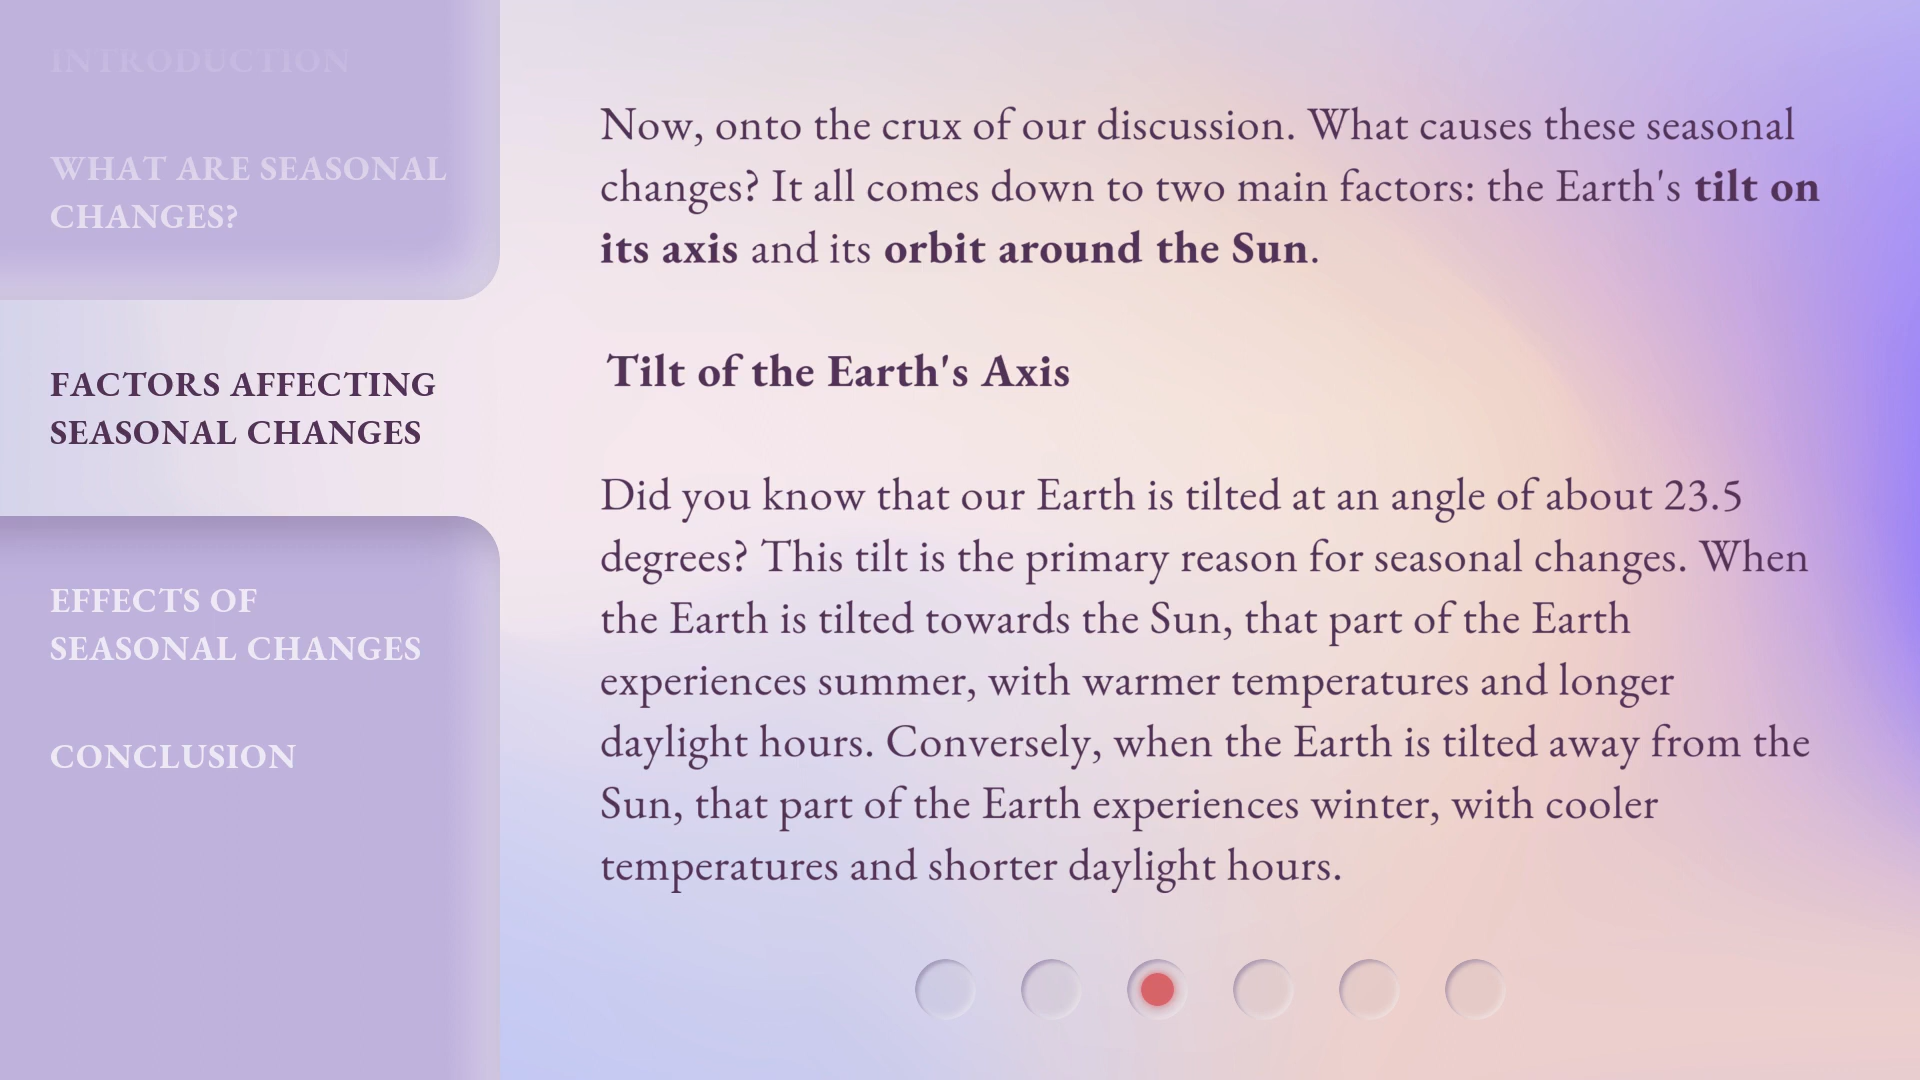 INTRODUCTION
WHAT ARE SEASONAL
CHANGES?
FACTORS AFFECTING
SEASONAL CHANGES
EFFECTS OF
SEASONAL CHANGES
CONCLUSION
Now, onto the crux of our discussion. What causes these seasonal
changes? It all comes down to two main factors: the Earth's tilt on
its axis and its orbit around the Sun.
Tilt of the Earth's Axis
Did you know that our Earth is tilted at an angle of about 23.5
degrees? This tilt is the primary reason for seasonal changes. When
the Earth is tilted towards the Sun, that part of the Earth
experiences summer, with warmer temperatures and longer
daylight hours. Conversely, when the Earth is tilted away from the
Sun, that part of the Earth experiences winter, with cooler
temperatures and shorter daylight hours.